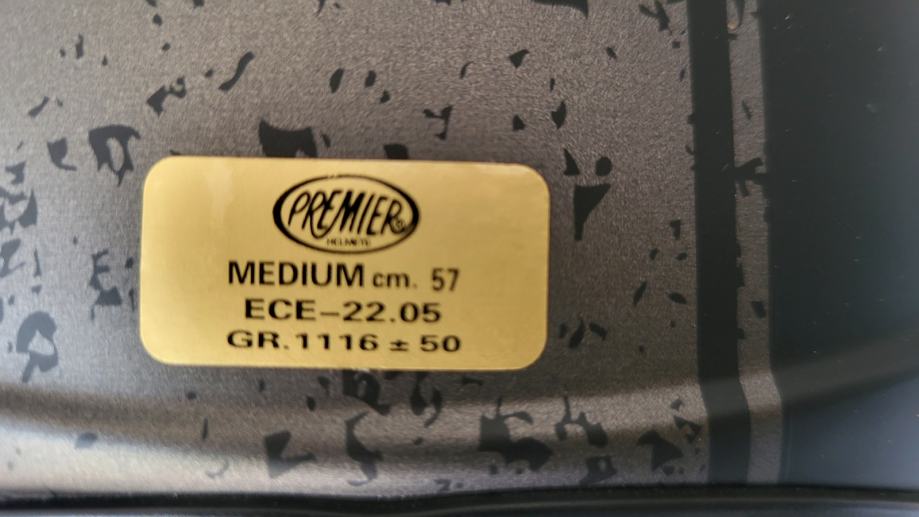 PREMIER
HELMETS
MEDIUM cm. 57
ECE-22.05
GR.1116 ± 50